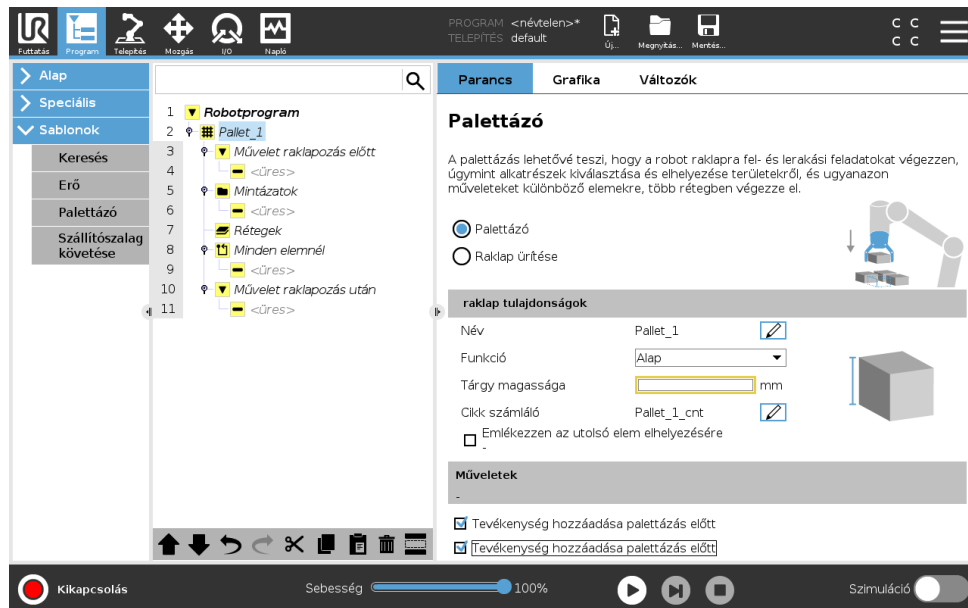 PROGRAM <névtelen>*
TELEPÍTÉS default
Futtatás Program Telepítés Mozgás I/O Napló Új... Megnyitás... Mentés...
C C
C C
Alap
Speciális
Sablonok
Keresés
Erő
Palettázó
Szállítószalag
követése
1 Robotprogram
2 Pallet_1
3 Művelet raklapozás előtt
4 <üres>
5 Mintázatok
6 <üres>
7 Rétegek
8 Minden elemnél
9 <üres>
10 Művelet raklapozás után
11 <üres>
Parancs Grafika Változók
Palettázó
A palettázás lehetővé teszi, hogy a robot raklapra fel- és lerakási feladatokat végezzen,
úgymint alkatrészek kiválasztása és elhelyezése területekről, és ugyanazon
műveleteket különböző elemekre, több rétegben végezze el.
Palettázó
Raklap ürítése
raklap tulajdonságok
Név Pallet_1
Funkció Alap
Tárgy magassága mm
Cikk számláló Pallet_1_cnt
Emlékezzen az utolsó elem elhelyezésére
-
Műveletek
-
Tevékenység hozzáadása palettázás előtt
Tevékenység hozzáadása palettázás előtt
Kikapcsolás Sebesség 100% Szimuláció